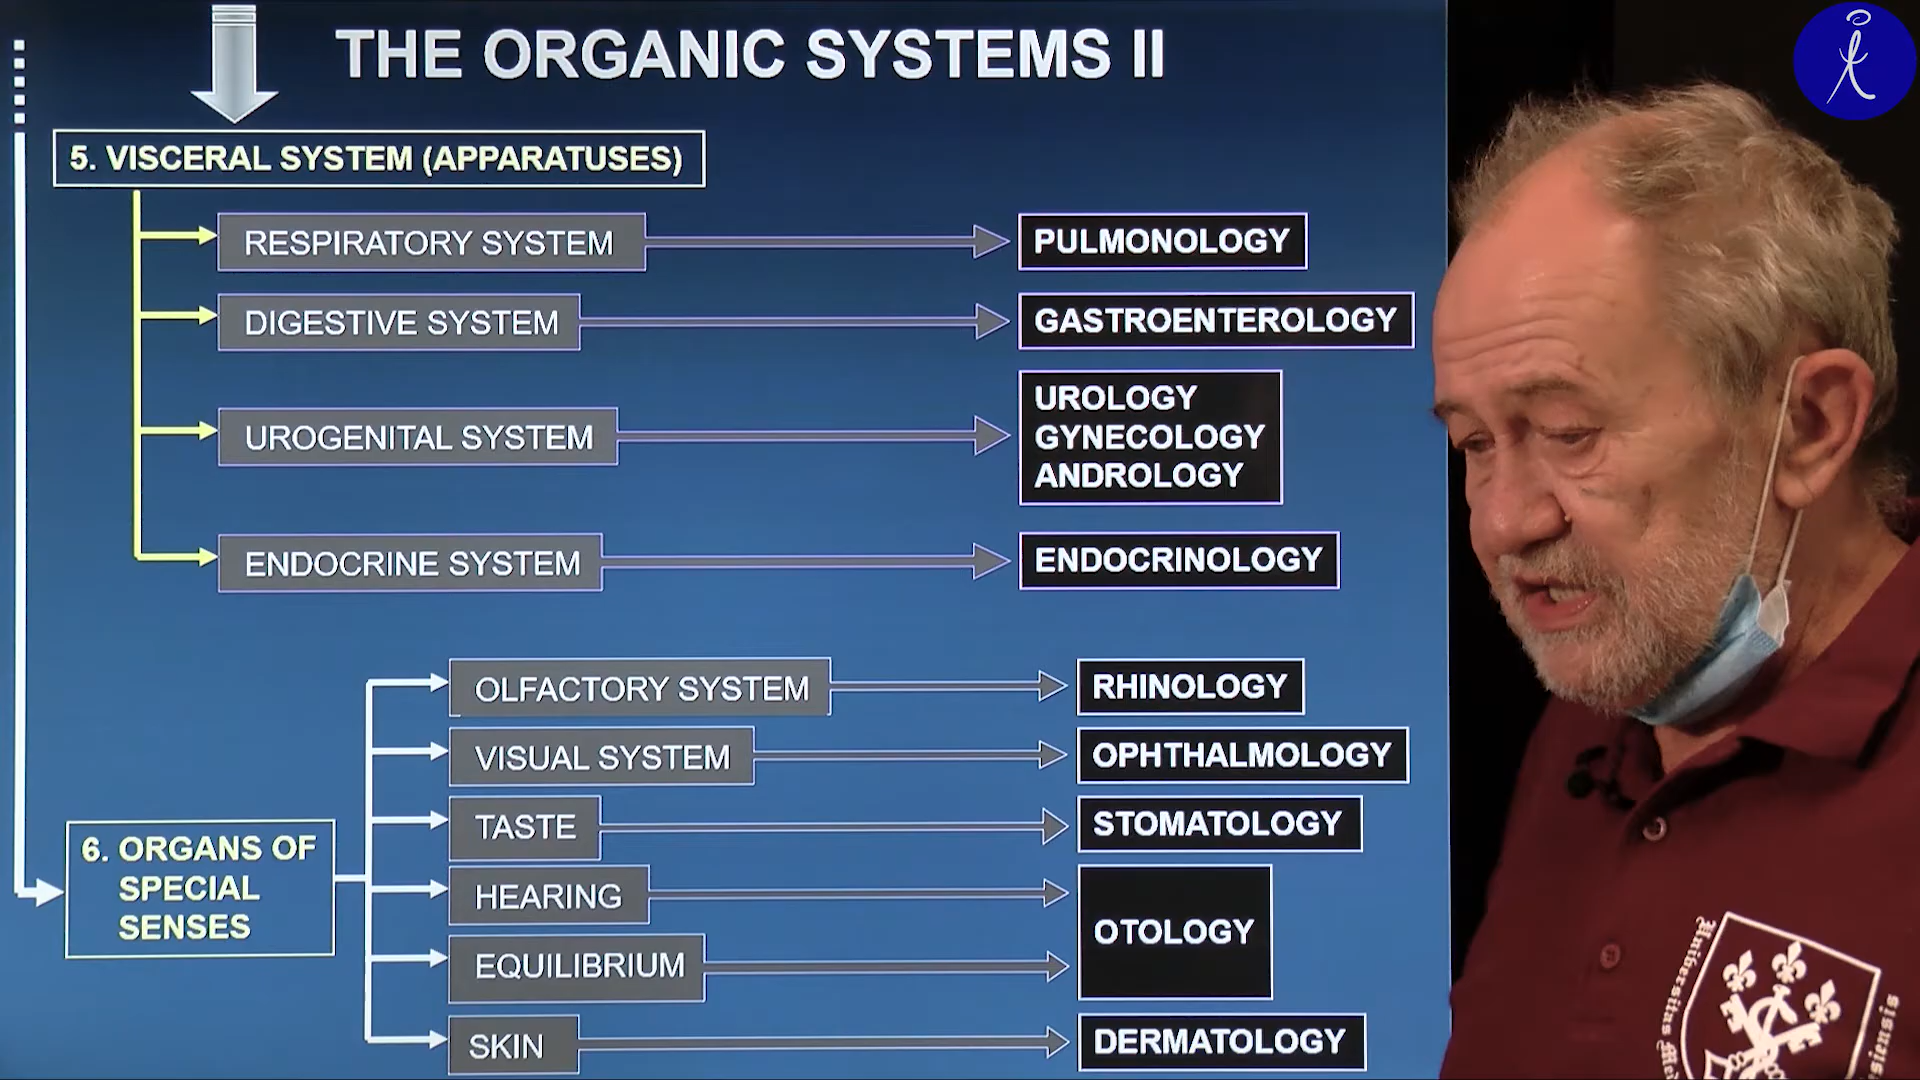 THE ORGANIC SYSTEMS II
5. VISCERAL SYSTEM (APPARATUSES)
RESPIRATORY SYSTEM
PULMONOLOGY
DIGESTIVE SYSTEM
GASTROENTEROLOGY
UROGENITAL SYSTEM
UROLOGY
GYNECOLOGY
ANDROLOGY
ENDOCRINE SYSTEM
ENDOCRINOLOGY
6. ORGANS OF
SPECIAL
SENSES
OLFACTORY SYSTEM
RHINOLOGY
VISUAL SYSTEM
OPHTHALMOLOGY
TASTE
STOMATOLOGY
HEARING
EQUILIBRIUM
OTOLOGY
SKIN
DERMATOLOGY
Universitas